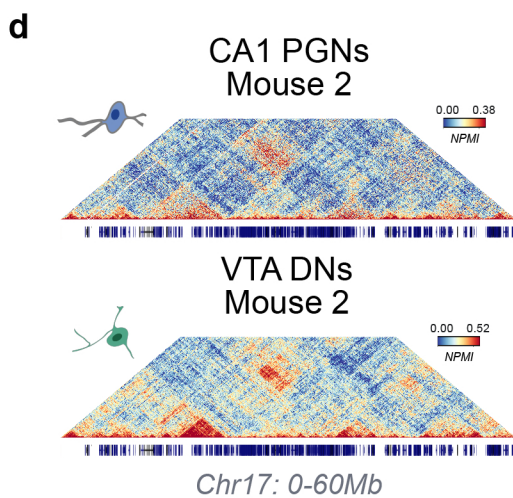 d
CA1 PGNs
Mouse 2
0.00 0.38
NPMI
VTA DNs
Mouse 2
0.00 0.52
NPMI
Chr17: 0-60Mb